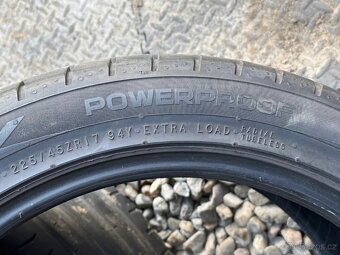 POWERPROOF
225/45ZR17 94Y-EXTRA LOAD-RADIAL TUBELESS